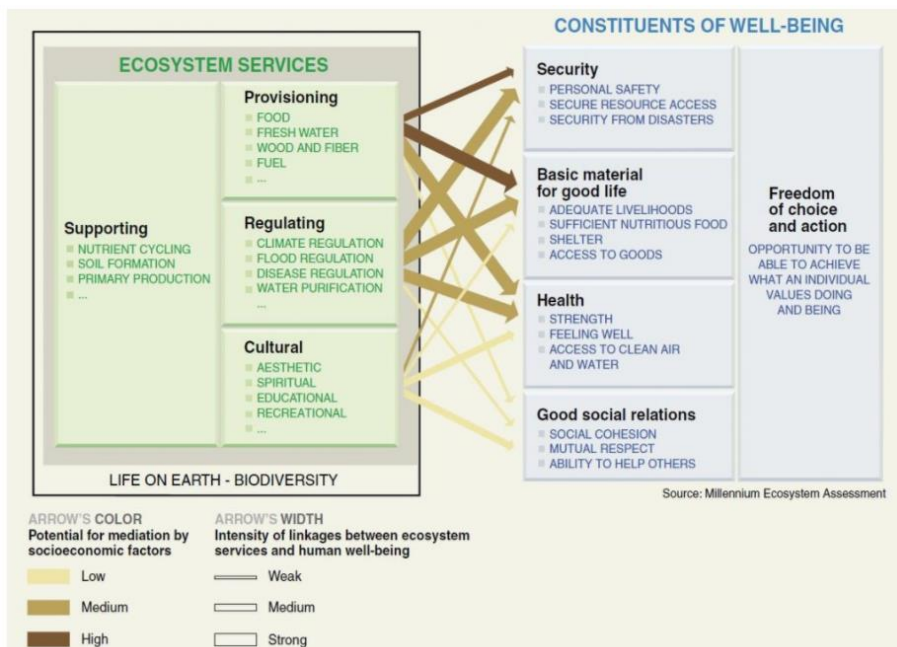 CONSTITUENTS OF WELL-BEING
ECOSYSTEM SERVICES
Supporting
NUTRIENT CYCLING
SOIL FORMATION
PRIMARY PRODUCTION
...
Provisioning
FOOD
FRESH WATER
WOOD AND FIBER
FUEL
...
Regulating
CLIMATE REGULATION
FLOOD REGULATION
DISEASE REGULATION
WATER PURIFICATION
...
Cultural
AESTHETIC
SPIRITUAL
EDUCATIONAL
RECREATIONAL
...
LIFE ON EARTH - BIODIVERSITY
Security
PERSONAL SAFETY
SECURE RESOURCE ACCESS
SECURITY FROM DISASTERS
Basic material
for good life
ADEQUATE LIVELIHOODS
SUFFICIENT NUTRITIOUS FOOD
SHELTER
ACCESS TO GOODS
Health
STRENGTH
FEELING WELL
ACCESS TO CLEAN AIR
AND WATER
Good social relations
SOCIAL COHESION
MUTUAL RESPECT
ABILITY TO HELP OTHERS
Freedom
of choice
and action
OPPORTUNITY TO BE
ABLE TO ACHIEVE
WHAT AN INDIVIDUAL
VALUES DOING
AND BEING
Source: Millennium Ecosystem Assessment
ARROW'S COLOR
Potential for mediation by
socioeconomic factors
Low
Medium
High
ARROW'S WIDTH
Intensity of linkages between ecosystem
services and human well-being
Weak
Medium
Strong